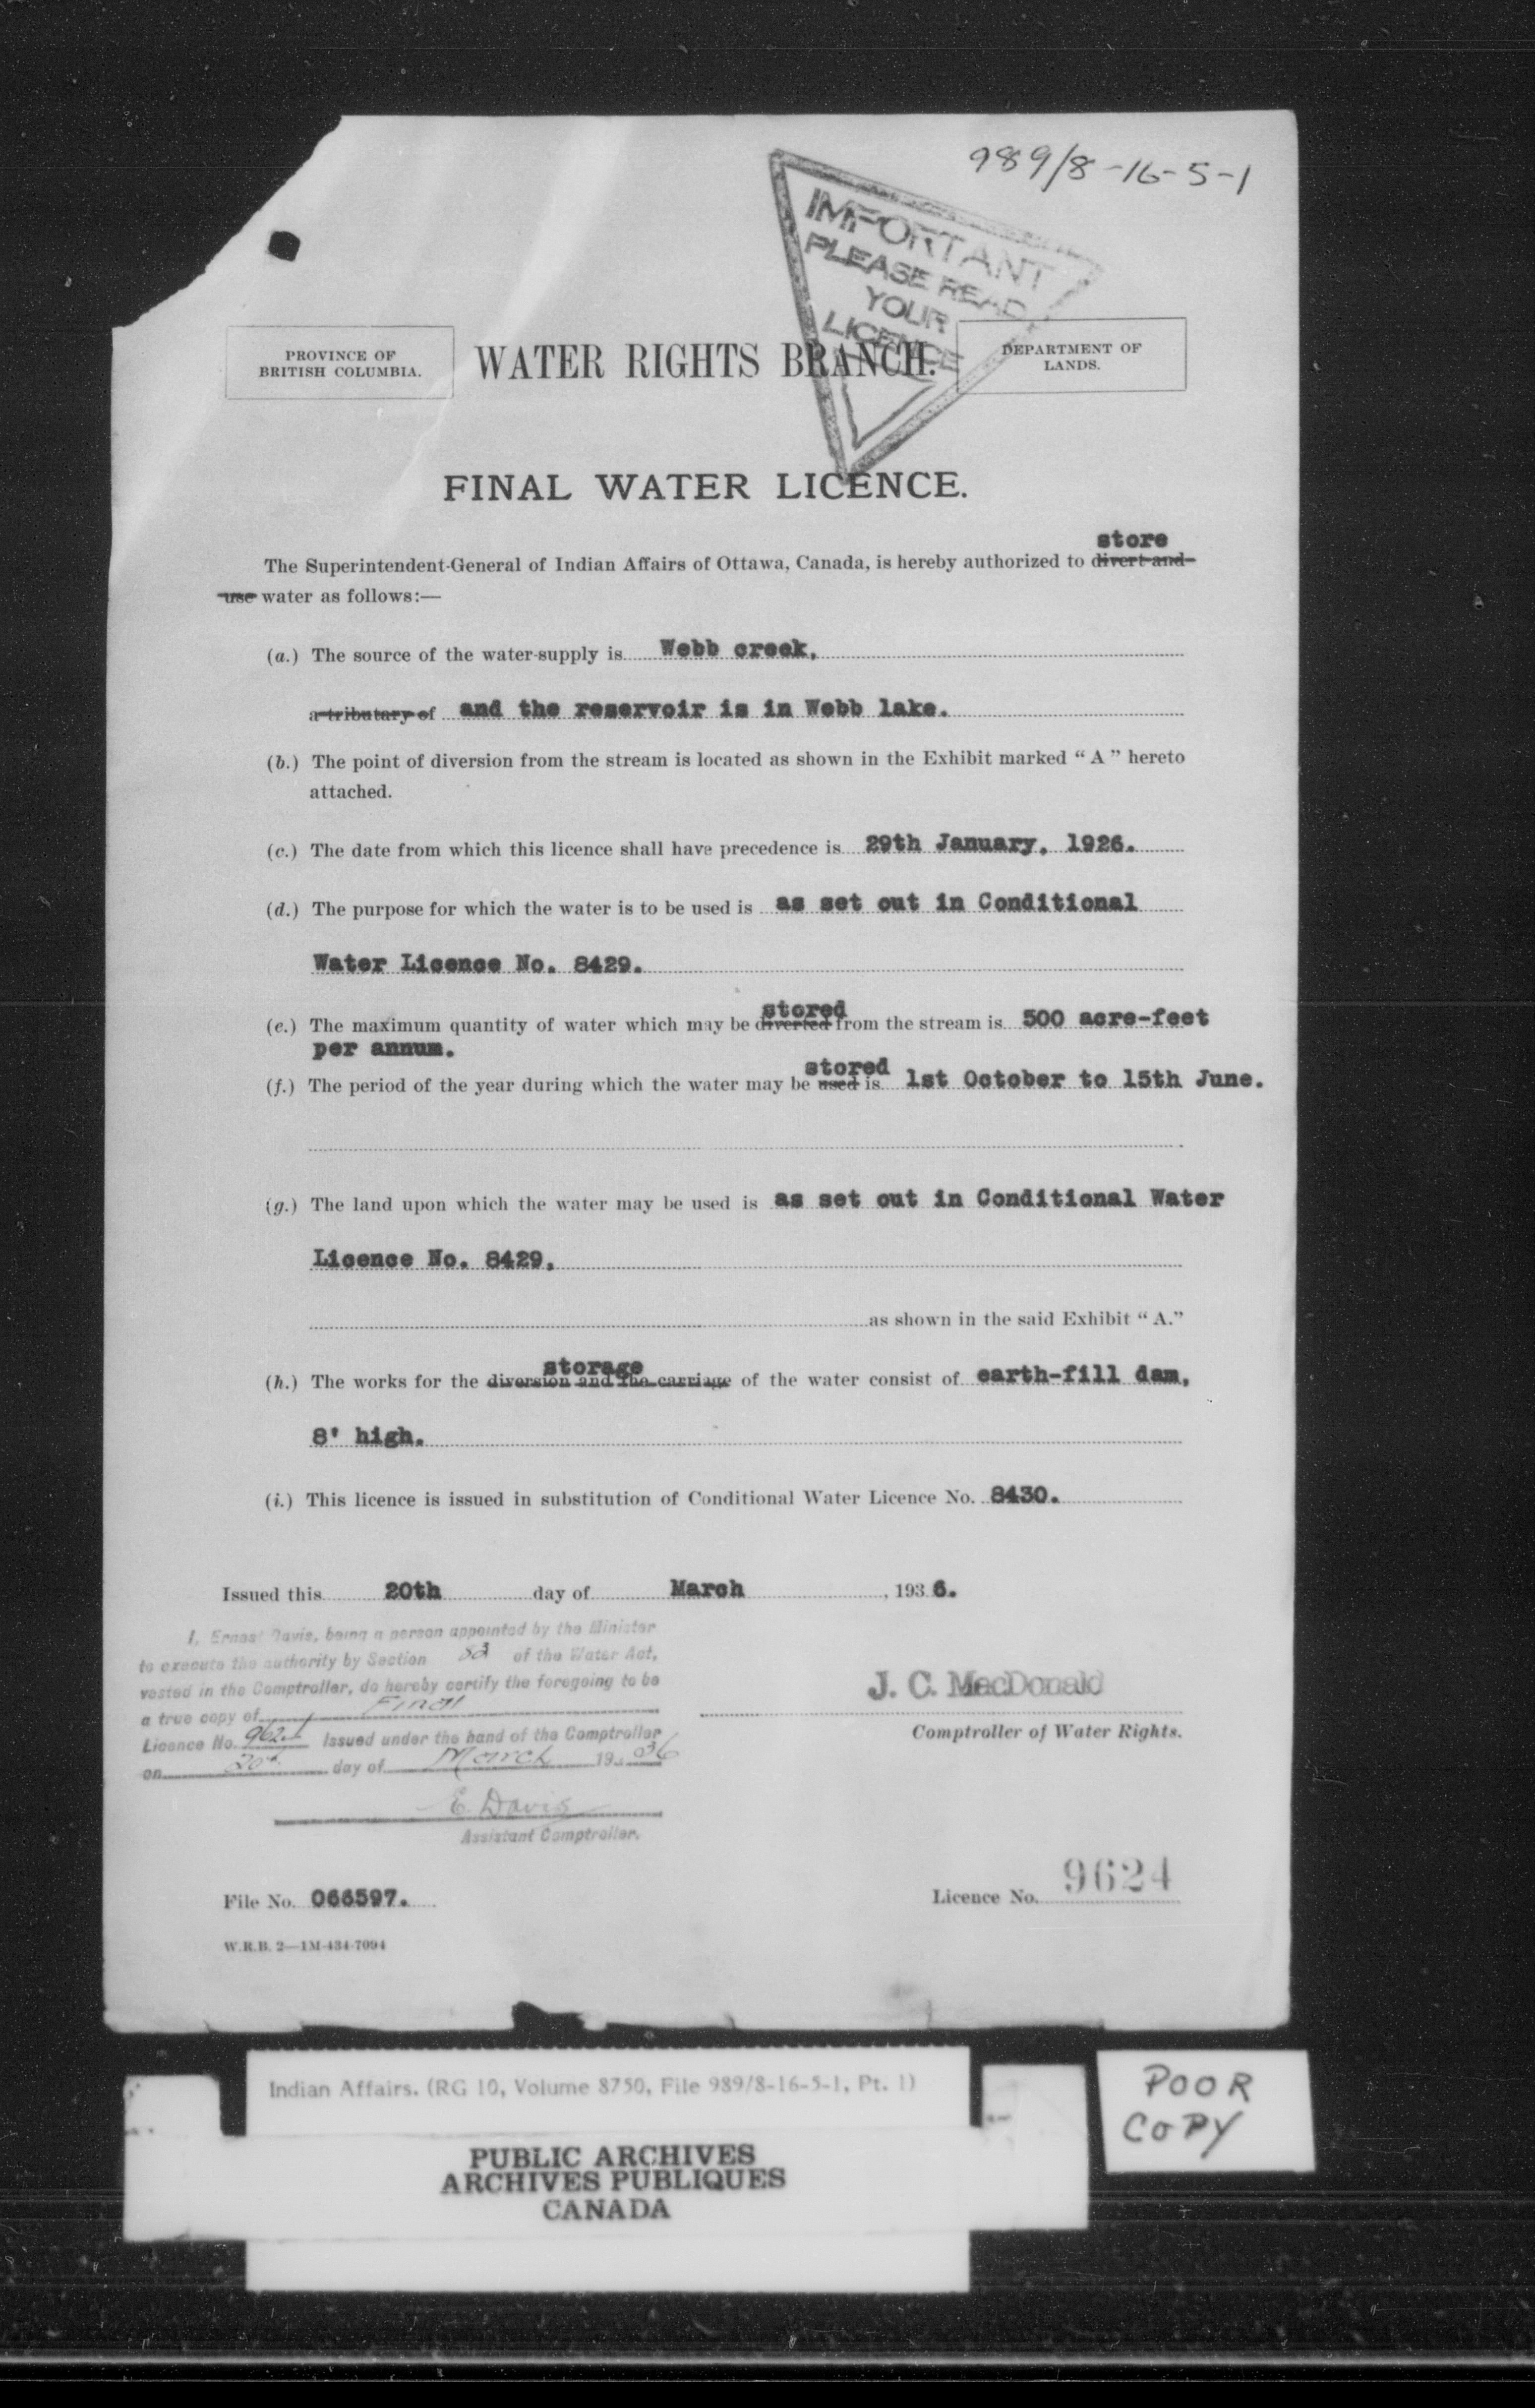 989/8-16-5-1
IMPORTANT
PLEASE READ
YOUR
LICENCE
PROVINCE OF
BRITISH COLUMBIA.
WATER RIGHTS BRANCH.
DEPARTMENT OF
LANDS.
FINAL WATER LICENCE.
store
The Superintendent-General of Indian Affairs of Ottawa, Canada, is hereby authorized to divert and
use water as follows:—
(a.) The source of the water-supply is Webb creek,
a tributary of and the reservoir is in Webb lake.
(b.) The point of diversion from the stream is located as shown in the Exhibit marked "A" hereto
attached.
(c.) The date from which this licence shall have precedence is 29th January, 1926.
(d.) The purpose for which the water is to be used is as set out in Conditional
Water Licence No. 8429.
stored
(e.) The maximum quantity of water which may be diverted from the stream is 500 acre-feet
per annum.
stored
(f.) The period of the year during which the water may be used is 1st October to 15th June.
(g.) The land upon which the water may be used is as set out in Conditional Water
Licence No. 8429,
as shown in the said Exhibit "A."
storage
(h.) The works for the diversion and the carriage of the water consist of earth-fill dam,
8' high.
(i.) This licence is issued in substitution of Conditional Water Licence No. 8430.
Issued this 20th day of March, 1936.
I, Ernest Davis, being a person appointed by the Minister
to execute the authority by Section 83 of the Water Act,
vested in the Comptroller, do hereby certify the foregoing to be
a true copy of Final
Licence No. 9624 issued under the hand of the Comptroller
on 20th day of March 1936
E. Davis
Assistant Comptroller.
J. C. MacDonald
Comptroller of Water Rights.
File No. 066597.
Licence No. 9624
W.R.B. 2—1M-434-7094
Indian Affairs. (RG 10, Volume 8750, File 989/8-16-5-1, Pt. 1)
PUBLIC ARCHIVES
ARCHIVES PUBLIQUES
CANADA
POOR
COPY